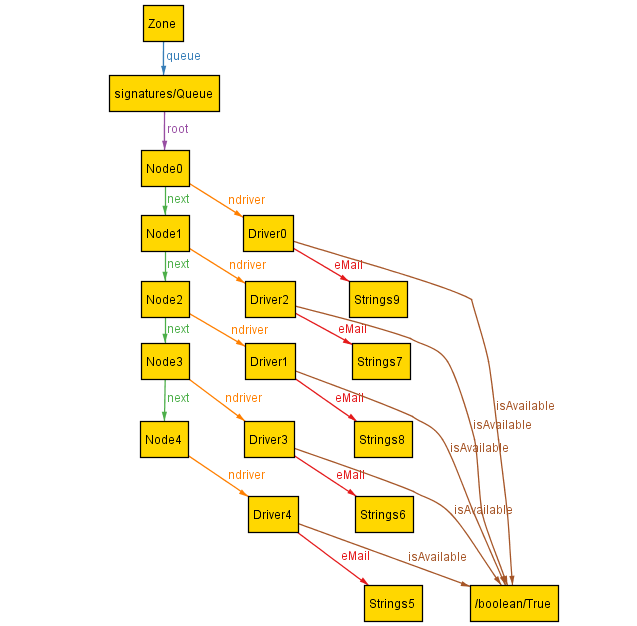 Zone
queue
signatures/Queue
root
Node0
next
ndriver
Node1
Driver0
next
ndriver
eMail
Node2
Driver2
Strings9
next
ndriver
eMail
Node3
Driver1
Strings7
next
ndriver
eMail
isAvailable
isAvailable
Node4
Driver3
Strings8
isAvailable
ndriver
eMail
Driver4
Strings6
isAvailable
eMail
isAvailable
Strings5
/boolean/True